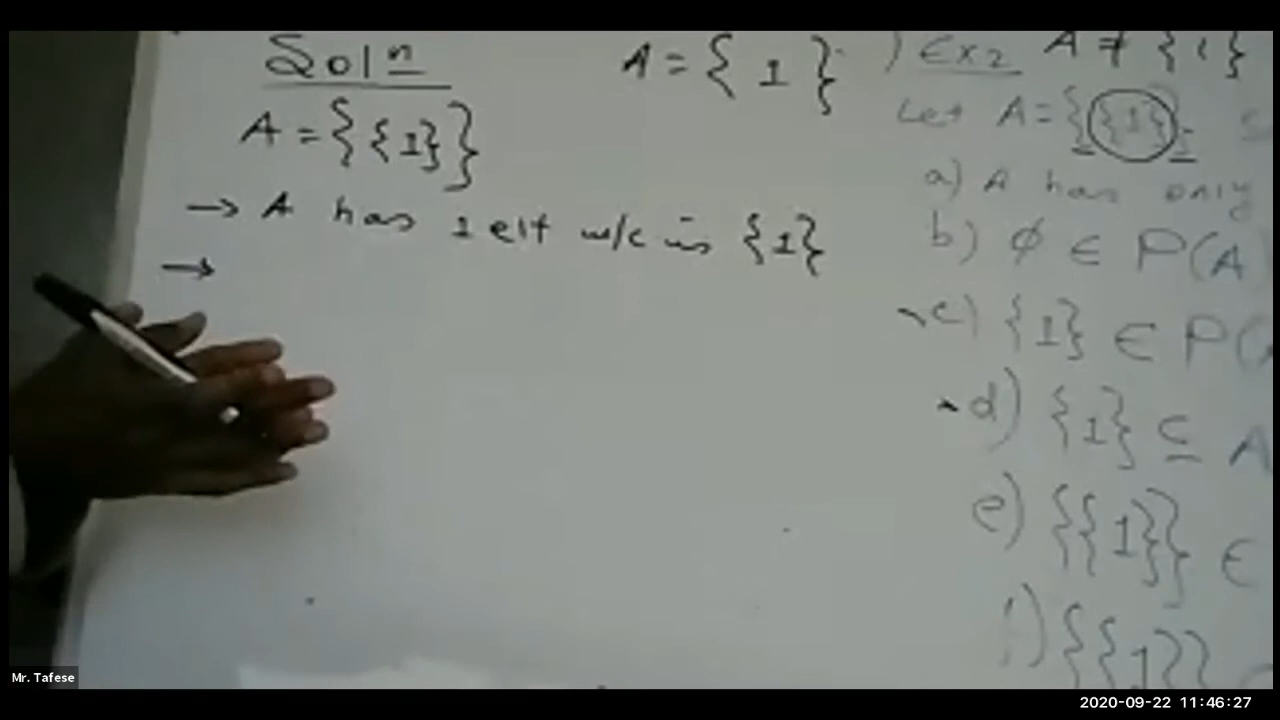 Soln
A = {{1}}
→ A has 1 elt w/c is {1}
→
A = {1}
) Ex2 A ≠ {1}
Let A = {{1}}
a) A has only
b) φ ∈ P(A
c) {1} ∈ P(
d) {1} ⊆ A
e) {{1}} ∈
f) {{1}}
Mr. Tafese
2020-09-22 11:46:27